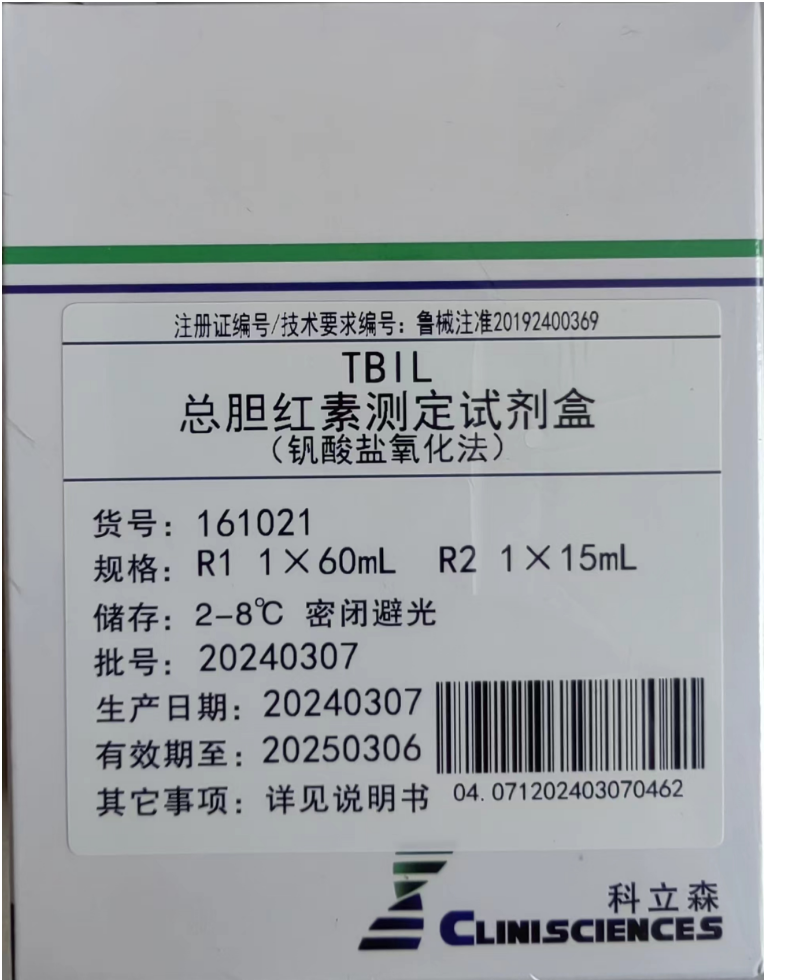 注册证编号/技术要求编号：鲁械注准20192400369
TBIL
总胆红素测定试剂盒
（钒酸盐氧化法）
货号：161021
规格：R1 1×60mL R2 1×15mL
储存：2-8℃ 密闭避光
批号：20240307
生产日期：20240307
有效期至：20250306
其它事项：详见说明书
04.071202403070462
科立森
CLINISCIENCES